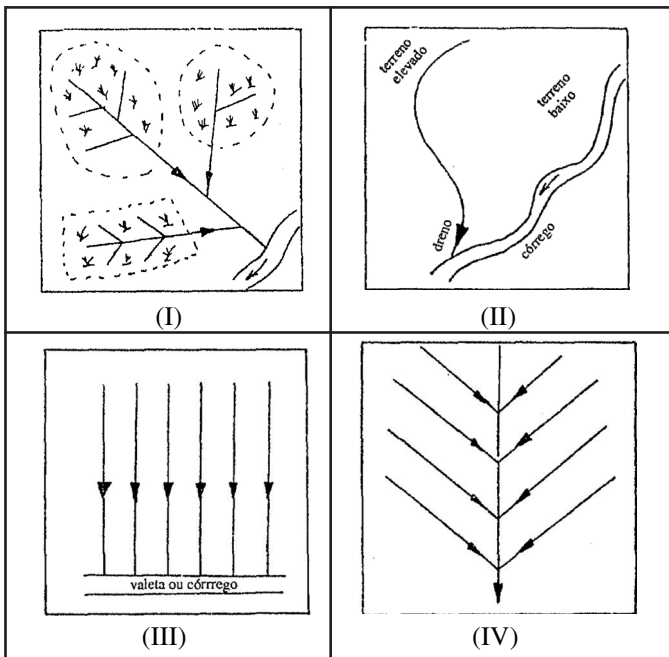 (I)
terreno
elevado
terreno
baixo
dreno
córrego
(II)
valeta ou córrrego
(III)
(IV)